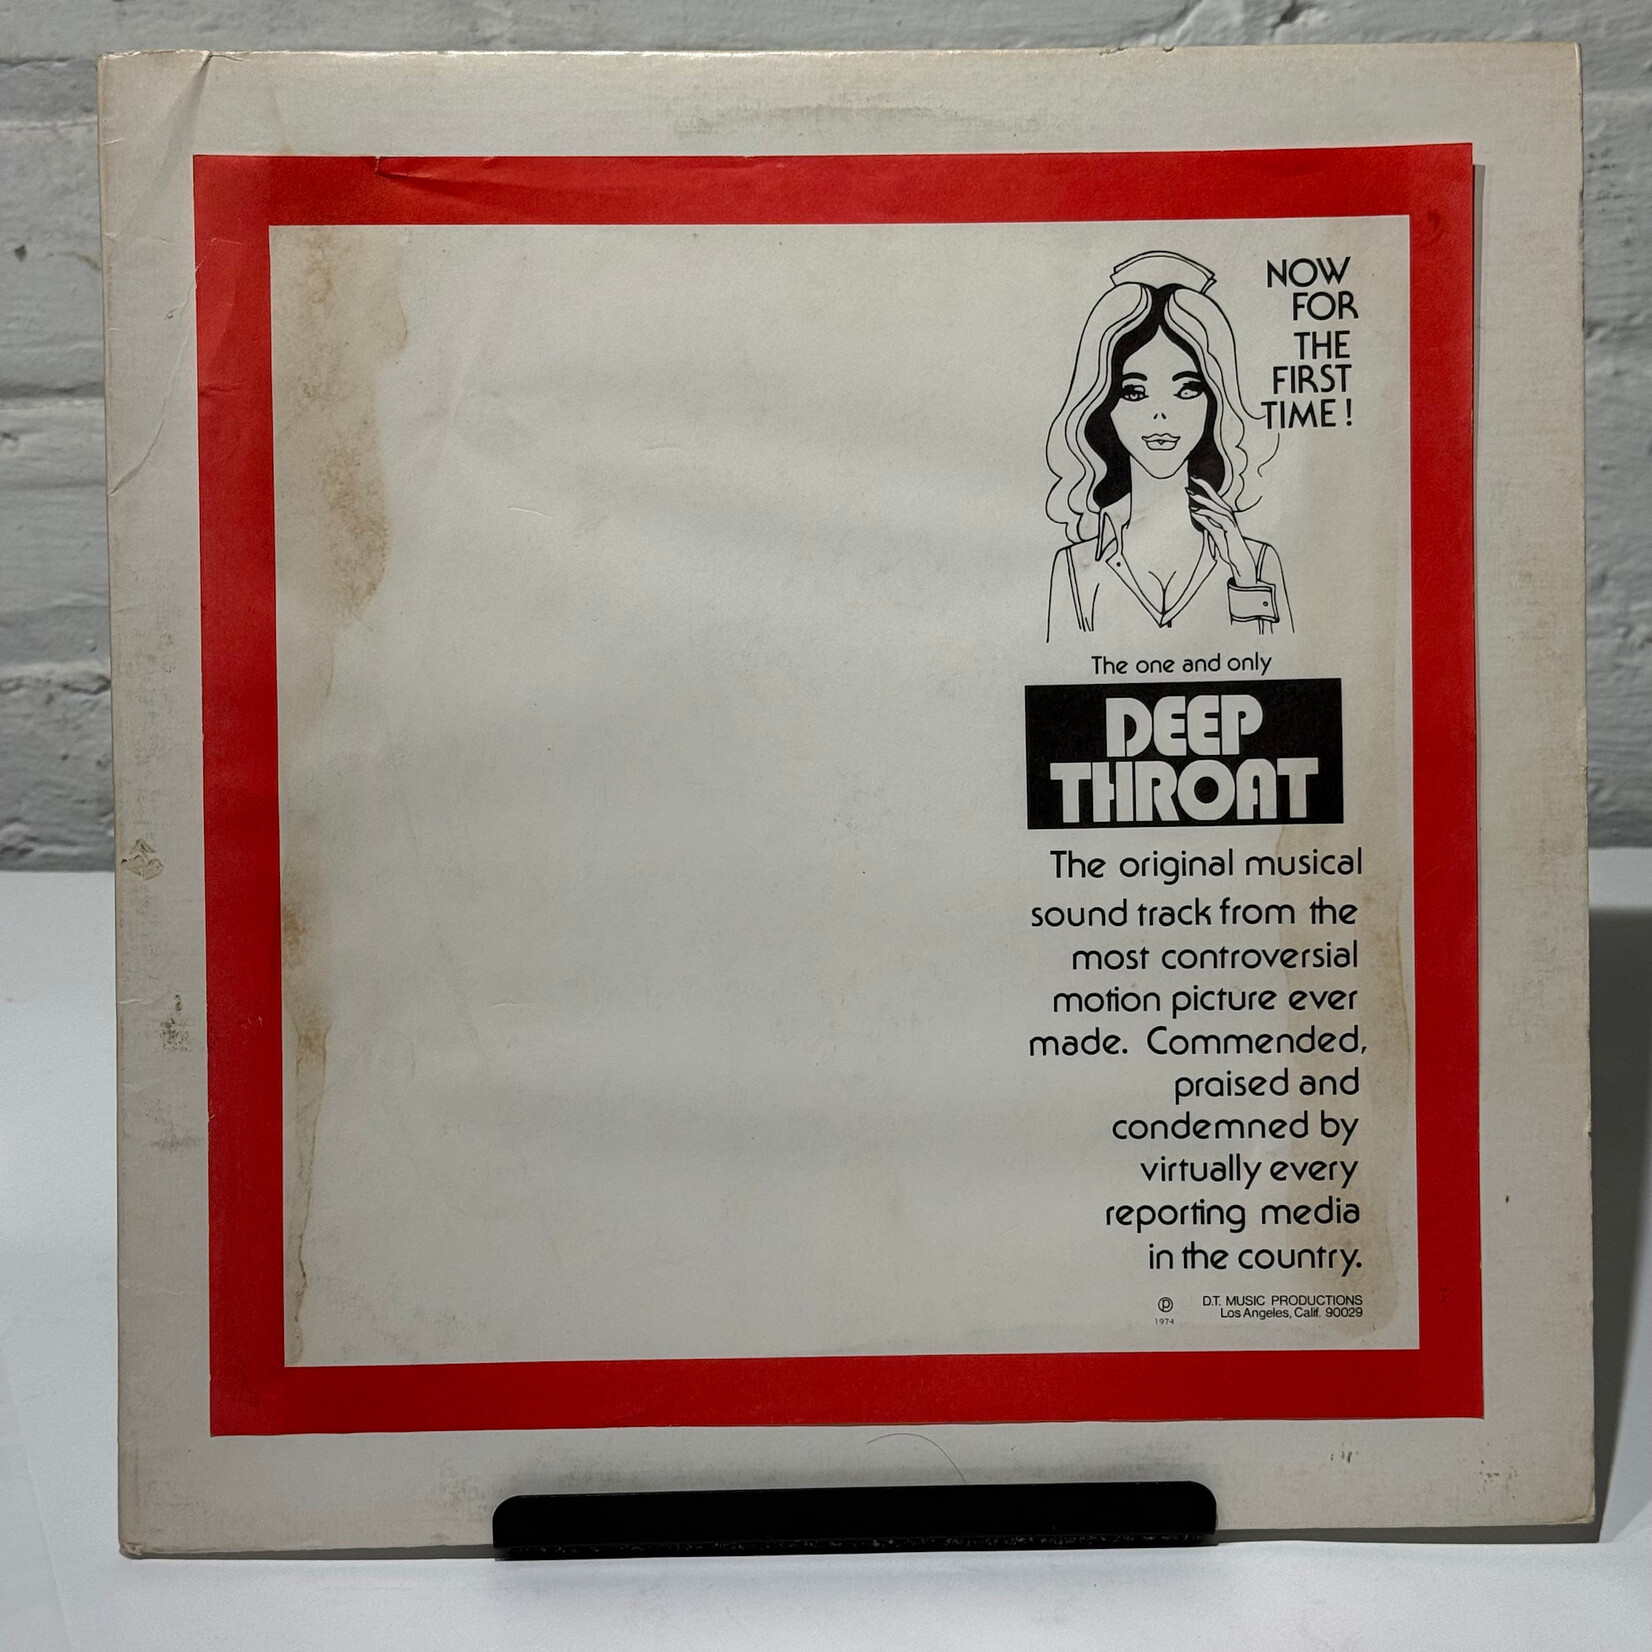 NOW
FOR
THE
FIRST
TIME!
The one and only
DEEP
THROAT
The original musical
sound track from the
most controversial
motion picture ever
made. Commended,
praised and
condemned by
virtually every
reporting media
in the country.
℗ D.T. MUSIC PRODUCTIONS
1974 Los Angeles, Calif. 90029